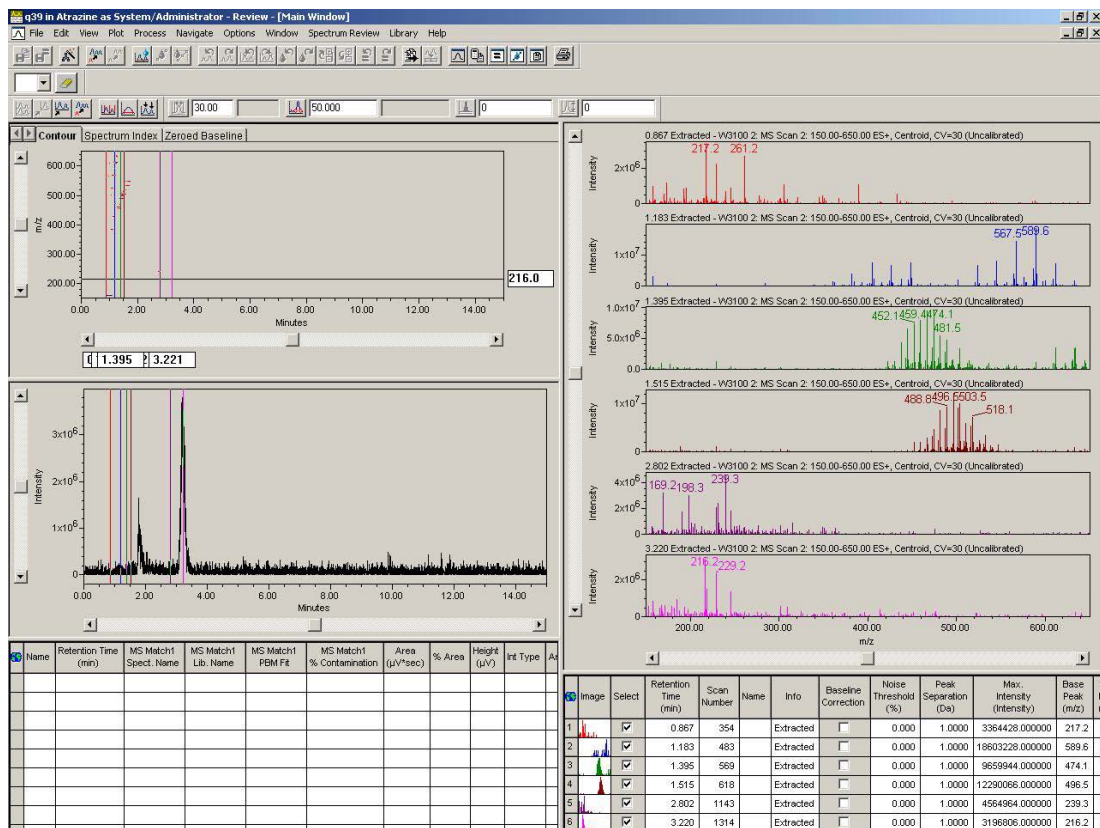 q39 in Atrazine as System/Administrator - Review - [Main Window]
File Edit View Plot Process Navigate Options Window Spectrum Review Library Help
30.00 50.000 0 0
Contour Spectrum Index Zeroed Baseline
600.00
500.00
400.00
300.00
200.00
m/z
216.0
0.00 2.00 4.00 6.00 8.00 10.00 12.00 14.00
Minutes
1.395 3.221
3x10⁶
2x10⁶
1x10⁶
0
Intensity
0.00 2.00 4.00 6.00 8.00 10.00 12.00 14.00
Minutes
Name Retention Time (min) MS Match1 Spect. Name MS Match1 Lib. Name MS Match1 PBM Fit MS Match1 % Contamination Area (µV*sec) % Area Height (µV) Int Type
0.867 Extracted - W3100 2: MS Scan 2: 150.00-650.00 ES+, Centroid, CV=30 (Uncalibrated)
217.2 261.2
2x10⁶
0
Intensity
1.183 Extracted - W3100 2: MS Scan 2: 150.00-650.00 ES+, Centroid, CV=30 (Uncalibrated)
567.5 589.6
1x10⁷
0
Intensity
1.395 Extracted - W3100 2: MS Scan 2: 150.00-650.00 ES+, Centroid, CV=30 (Uncalibrated)
1.0x10⁷
452.1 459.4 474.1
481.5
5.0x10⁶
0.0
Intensity
1.515 Extracted - W3100 2: MS Scan 2: 150.00-650.00 ES+, Centroid, CV=30 (Uncalibrated)
1x10⁷
488.8 496.5 503.5
518.1
0
Intensity
2.802 Extracted - W3100 2: MS Scan 2: 150.00-650.00 ES+, Centroid, CV=30 (Uncalibrated)
4x10⁶
169.2 198.3 239.3
2x10⁶
0
Intensity
3.220 Extracted - W3100 2: MS Scan 2: 150.00-650.00 ES+, Centroid, CV=30 (Uncalibrated)
216.2 229.2
2x10⁶
0
Intensity
200.00 300.00 400.00 500.00 600.00
m/z
Image Select Retention Time (min) Scan Number Name Info Baseline Correction Noise Threshold (%) Peak Separation (Da) Max. Intensity (Intensity) Base Peak (m/z)
1 0.867 354 Extracted 0.000 1.0000 3364428.000000 217.2
2 1.183 483 Extracted 0.000 1.0000 18603228.000000 589.6
3 1.395 569 Extracted 0.000 1.0000 9659944.000000 474.1
4 1.515 618 Extracted 0.000 1.0000 12290066.000000 496.5
5 2.802 1143 Extracted 0.000 1.0000 4564964.000000 239.3
6 3.220 1314 Extracted 0.000 1.0000 3196806.000000 216.2